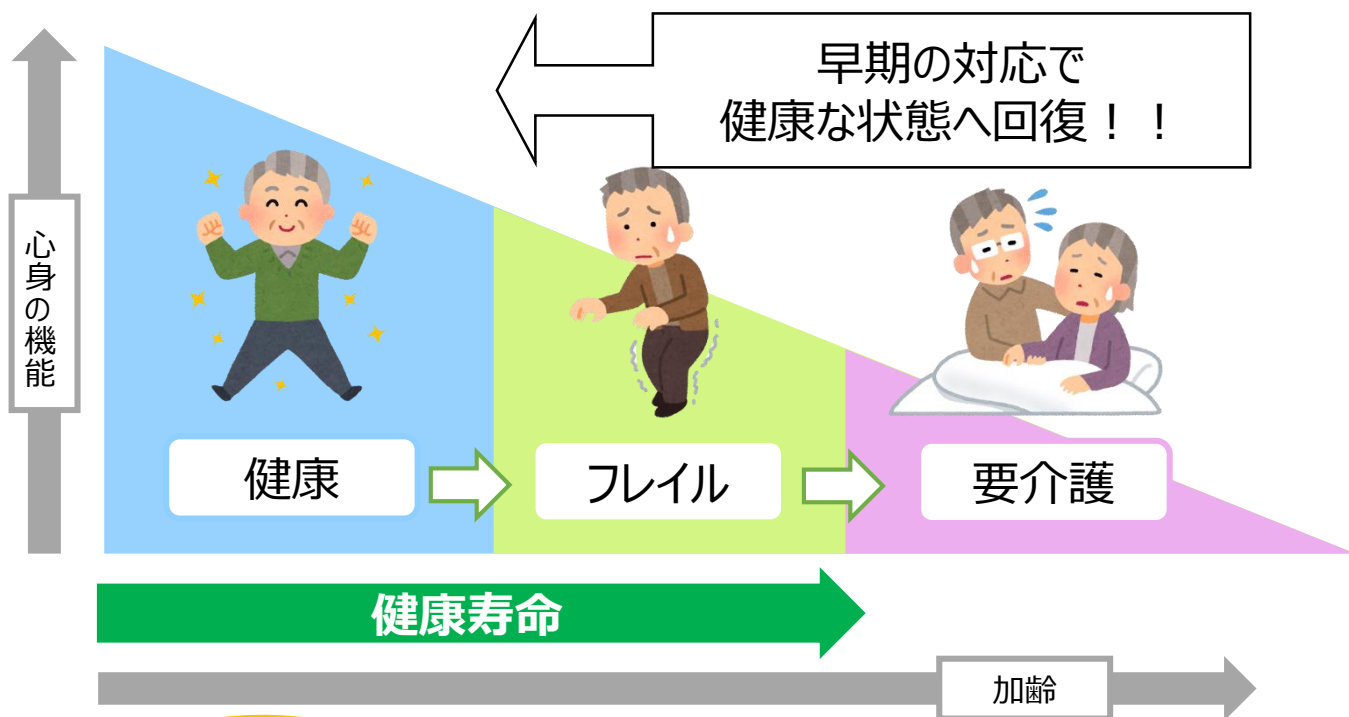 早期の対応で
健康な状態へ回復！！
心身の機能
健康
フレイル
要介護
健康寿命
加齢